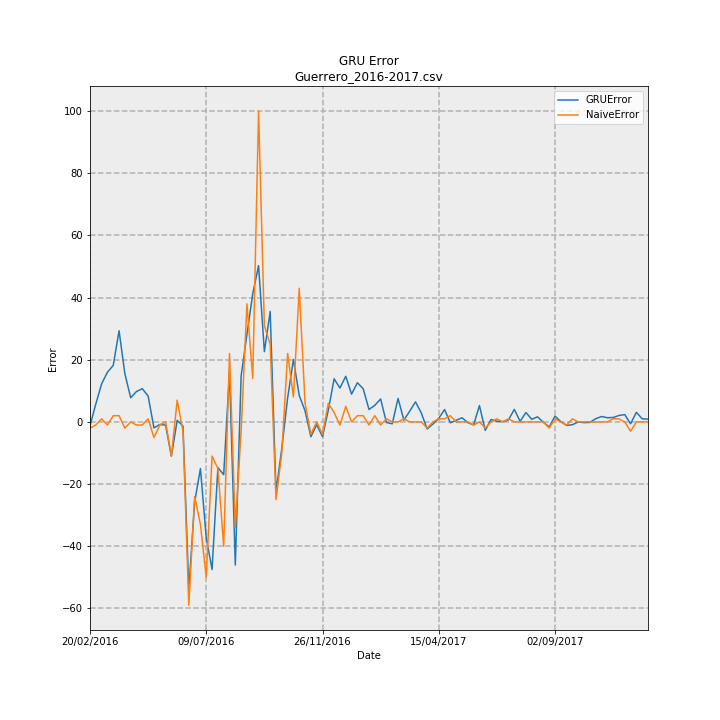 GRU Error
Guerrero_2016-2017.csv
GRUError
NaiveError
100
80
60
40
20
0
−20
−40
−60
Error
20/02/2016
09/07/2016
26/11/2016
15/04/2017
02/09/2017
Date